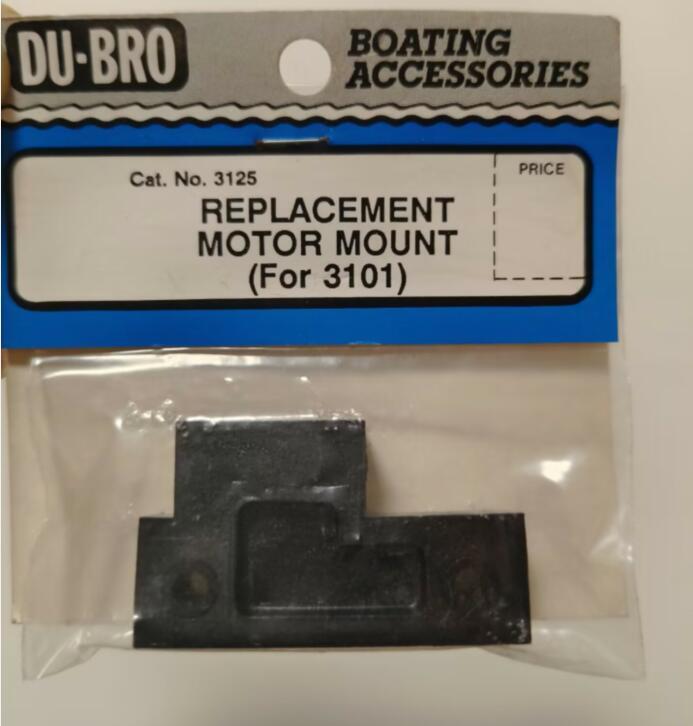 DU-BRO
BOATING
ACCESSORIES
Cat. No. 3125
PRICE
REPLACEMENT
MOTOR MOUNT
(For 3101)